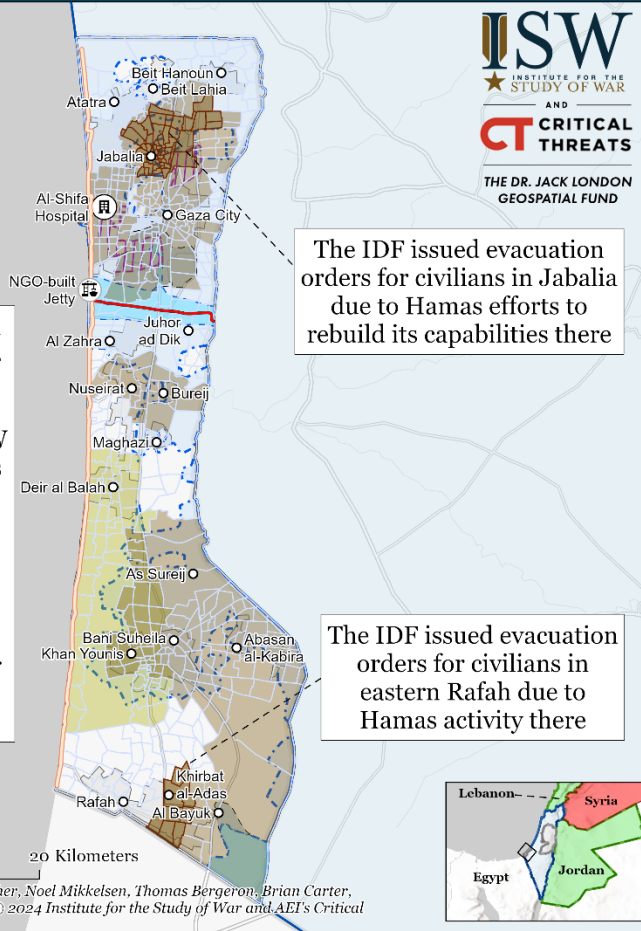 ISW
INSTITUTE FOR THE
STUDY OF WAR
AND
CT CRITICAL
THREATS
THE DR. JACK LONDON
GEOSPATIAL FUND
Beit Hanoun
Beit Lahia
Atatra
Jabalia
Al-Shifa
Hospital
Gaza City
The IDF issued evacuation
orders for civilians in Jabalia
due to Hamas efforts to
rebuild its capabilities there
NGO-built
Jetty
Juhor
ad Dik
Al Zahra
Nuseirat
Bureij
Maghazi
Deir al Balah
As Sureij
Bani Suheila
Khan Younis
Abasan
al-Kabira
The IDF issued evacuation
orders for civilians in
eastern Rafah due to
Hamas activity there
Khirbat
al-Adas
Rafah
Al Bayuk
Lebanon
Syria
Egypt
Jordan
20 Kilometers
Noel Mikkelsen, Thomas Bergeron, Brian Carter,
© 2024 Institute for the Study of War and AEI's Critical